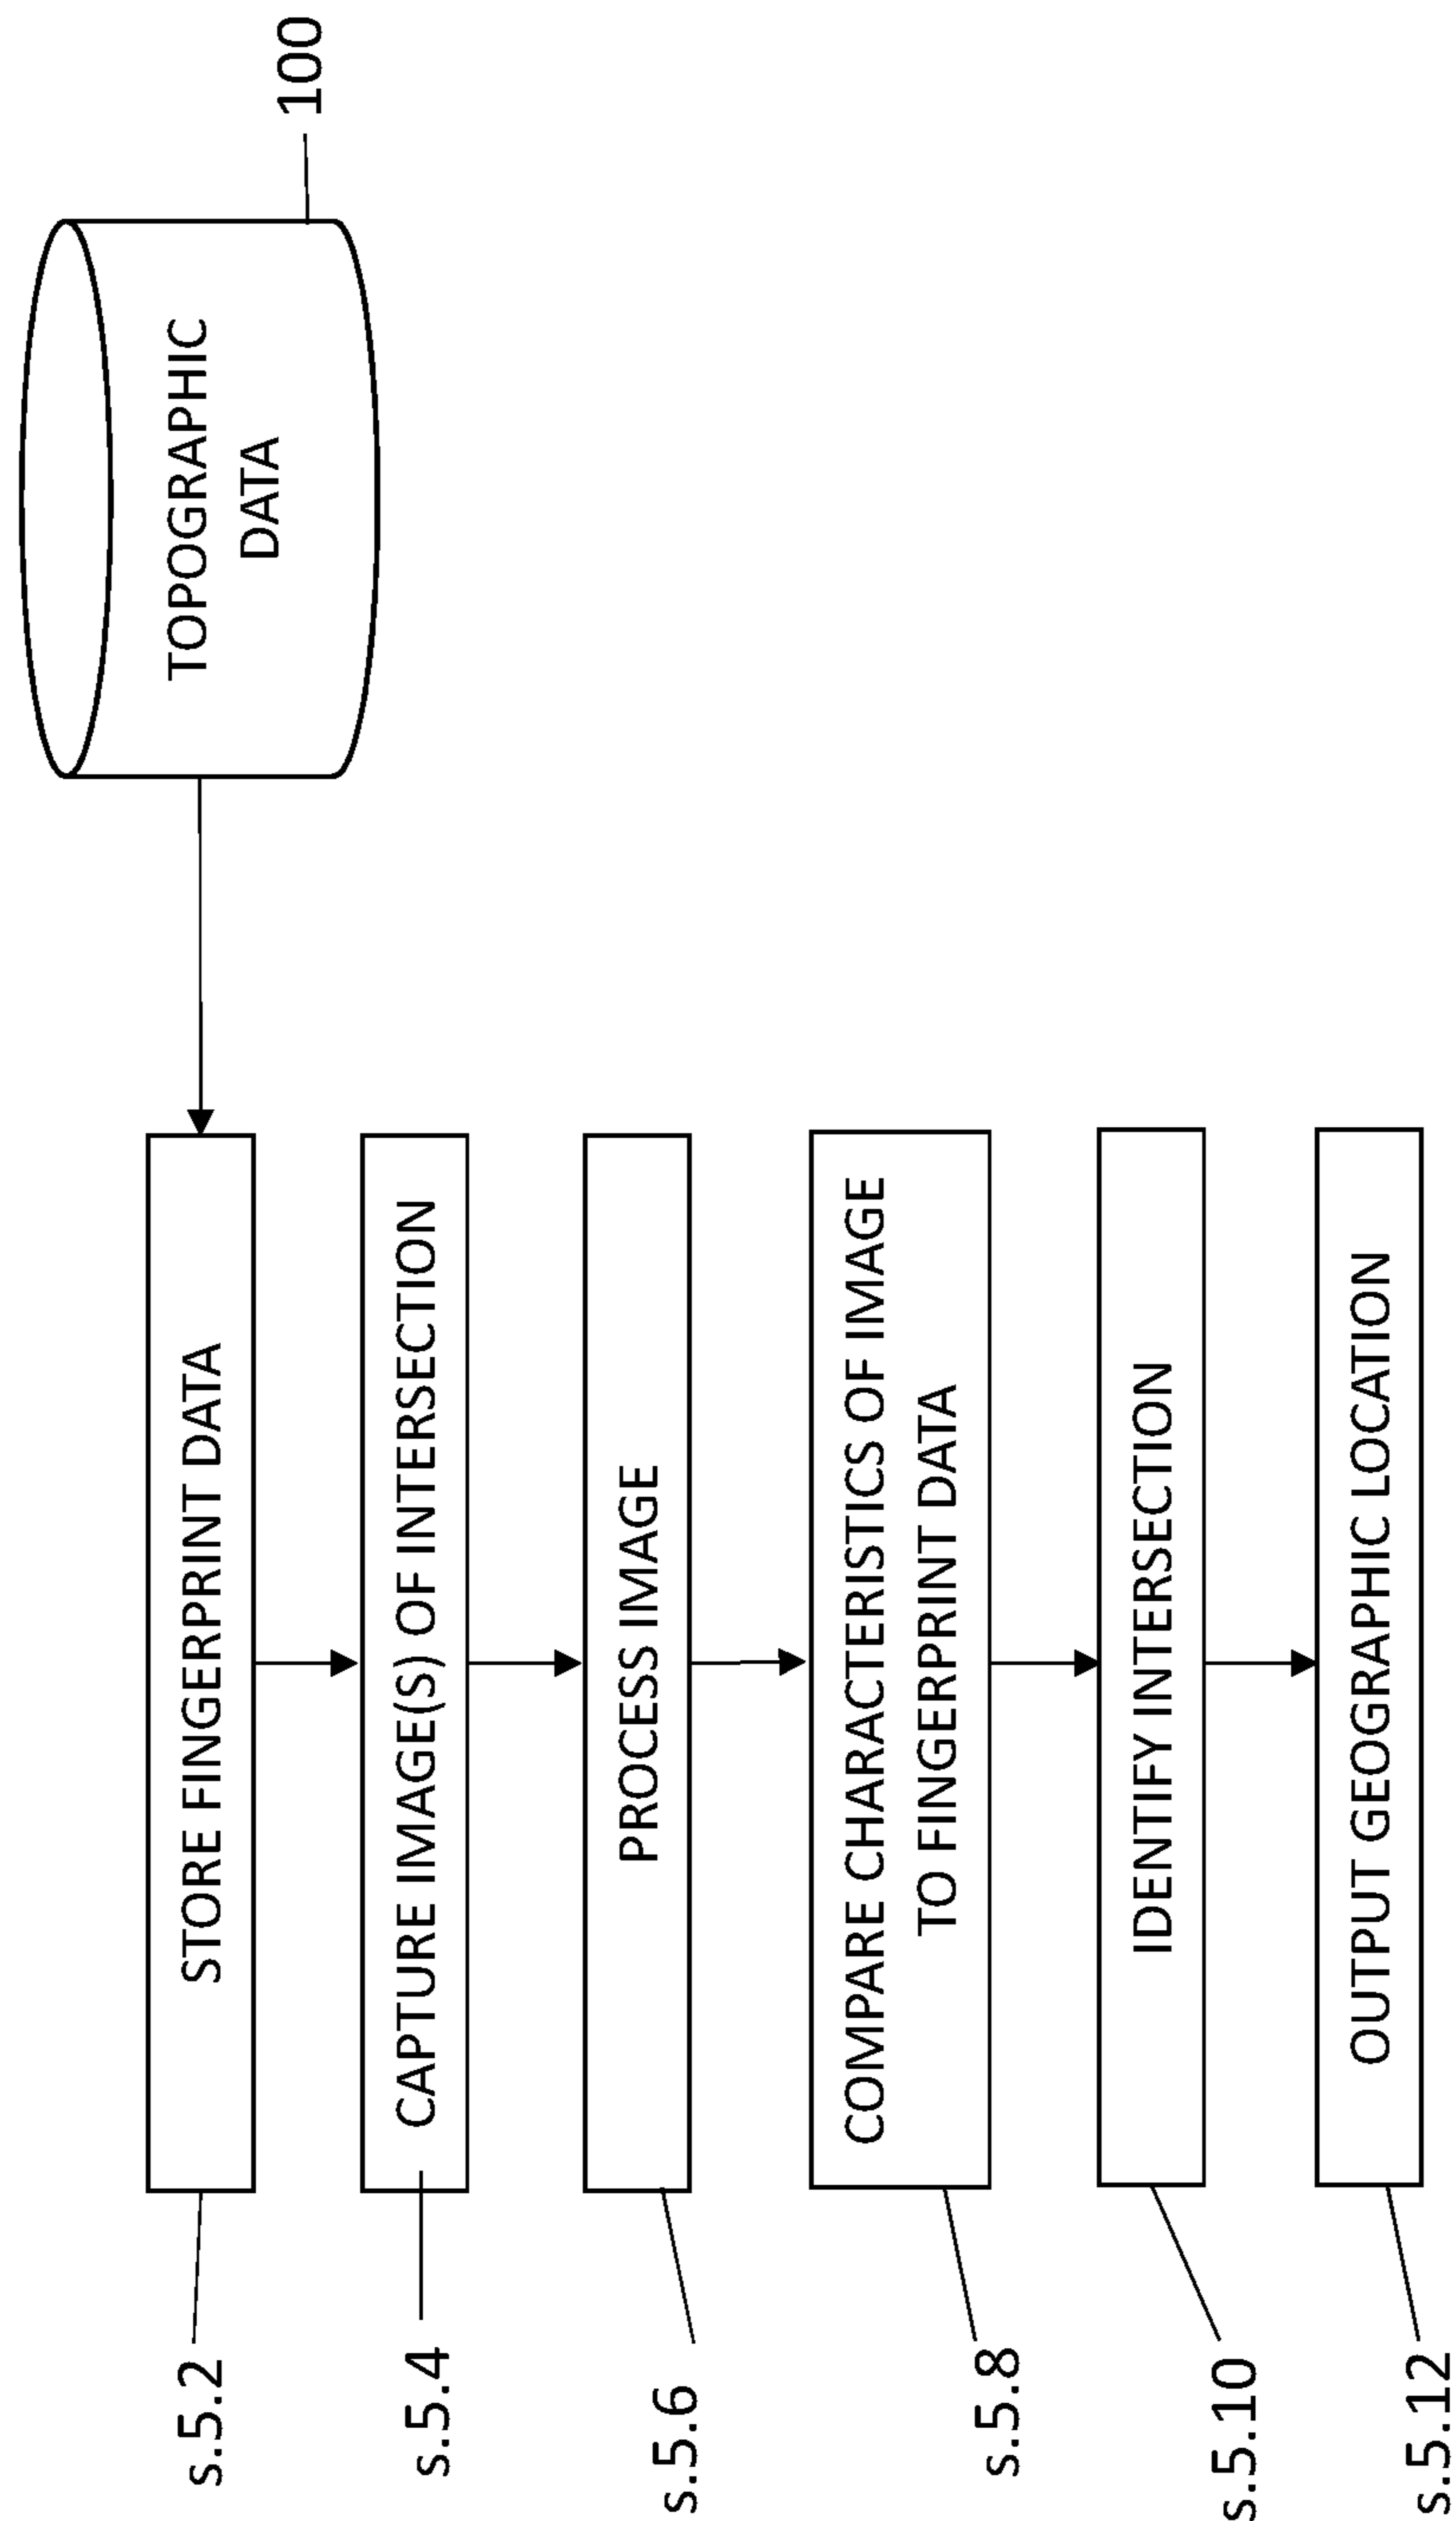 s.5.2
STORE FINGERPRINT DATA
TOPOGRAPHIC
DATA
100
s.5.4
CAPTURE IMAGE(S) OF INTERSECTION
s.5.6
PROCESS IMAGE
s.5.8
COMPARE CHARACTERISTICS OF IMAGE
TO FINGERPRINT DATA
s.5.10
IDENTIFY INTERSECTION
s.5.12
OUTPUT GEOGRAPHIC LOCATION